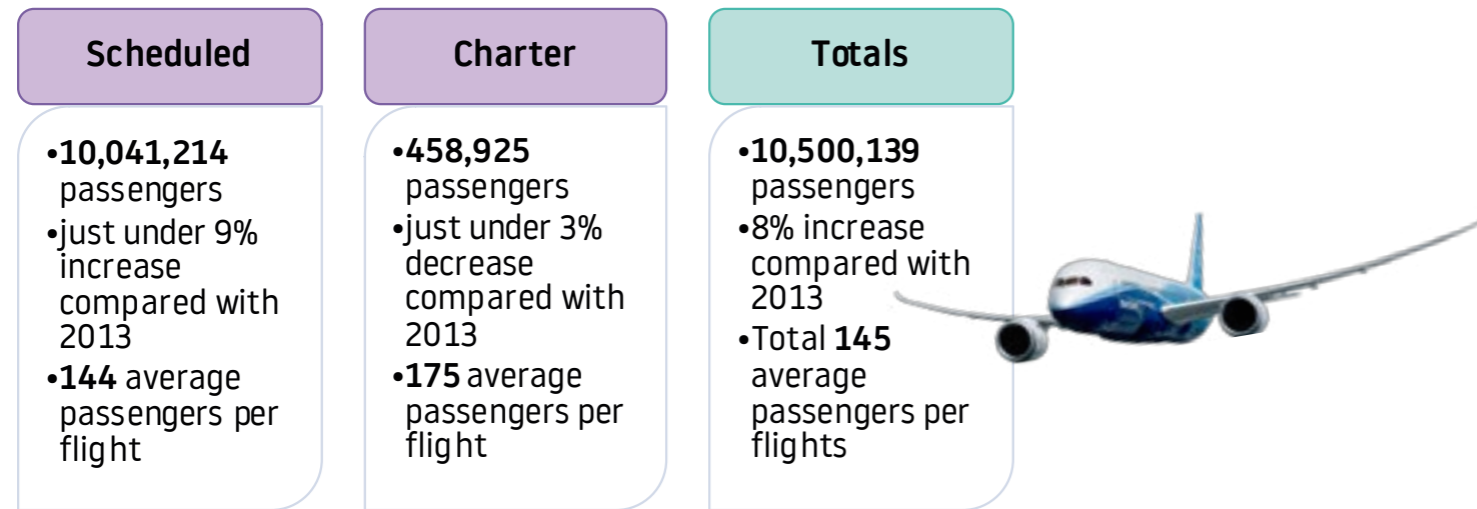 Scheduled
•10,041,214
passengers
•just under 9%
increase
compared with
2013
•144 average
passengers per
flight
Charter
•458,925
passengers
•just under 3%
decrease
compared with
2013
•175 average
passengers per
flight
Totals
•10,500,139
passengers
•8% increase
compared with
2013
•Total 145
average
passengers per
flights